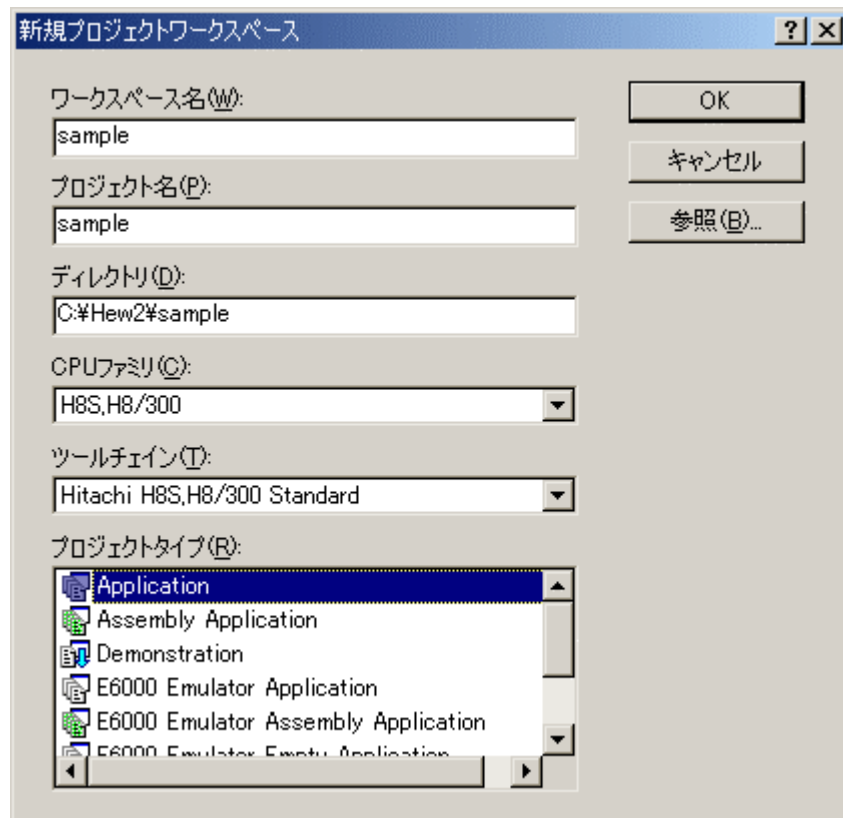 新規プロジェクトワークスペース
ワークスペース名(W):
sample
プロジェクト名(P):
sample
ディレクトリ(D):
C:¥Hew2¥sample
CPUファミリ(C):
H8S,H8/300
ツールチェイン(T):
Hitachi H8S,H8/300 Standard
プロジェクトタイプ(R):
Application
Assembly Application
Demonstration
E6000 Emulator Application
E6000 Emulator Assembly Application
E6000 Emulator Empty Application
OK
キャンセル
参照(B)...